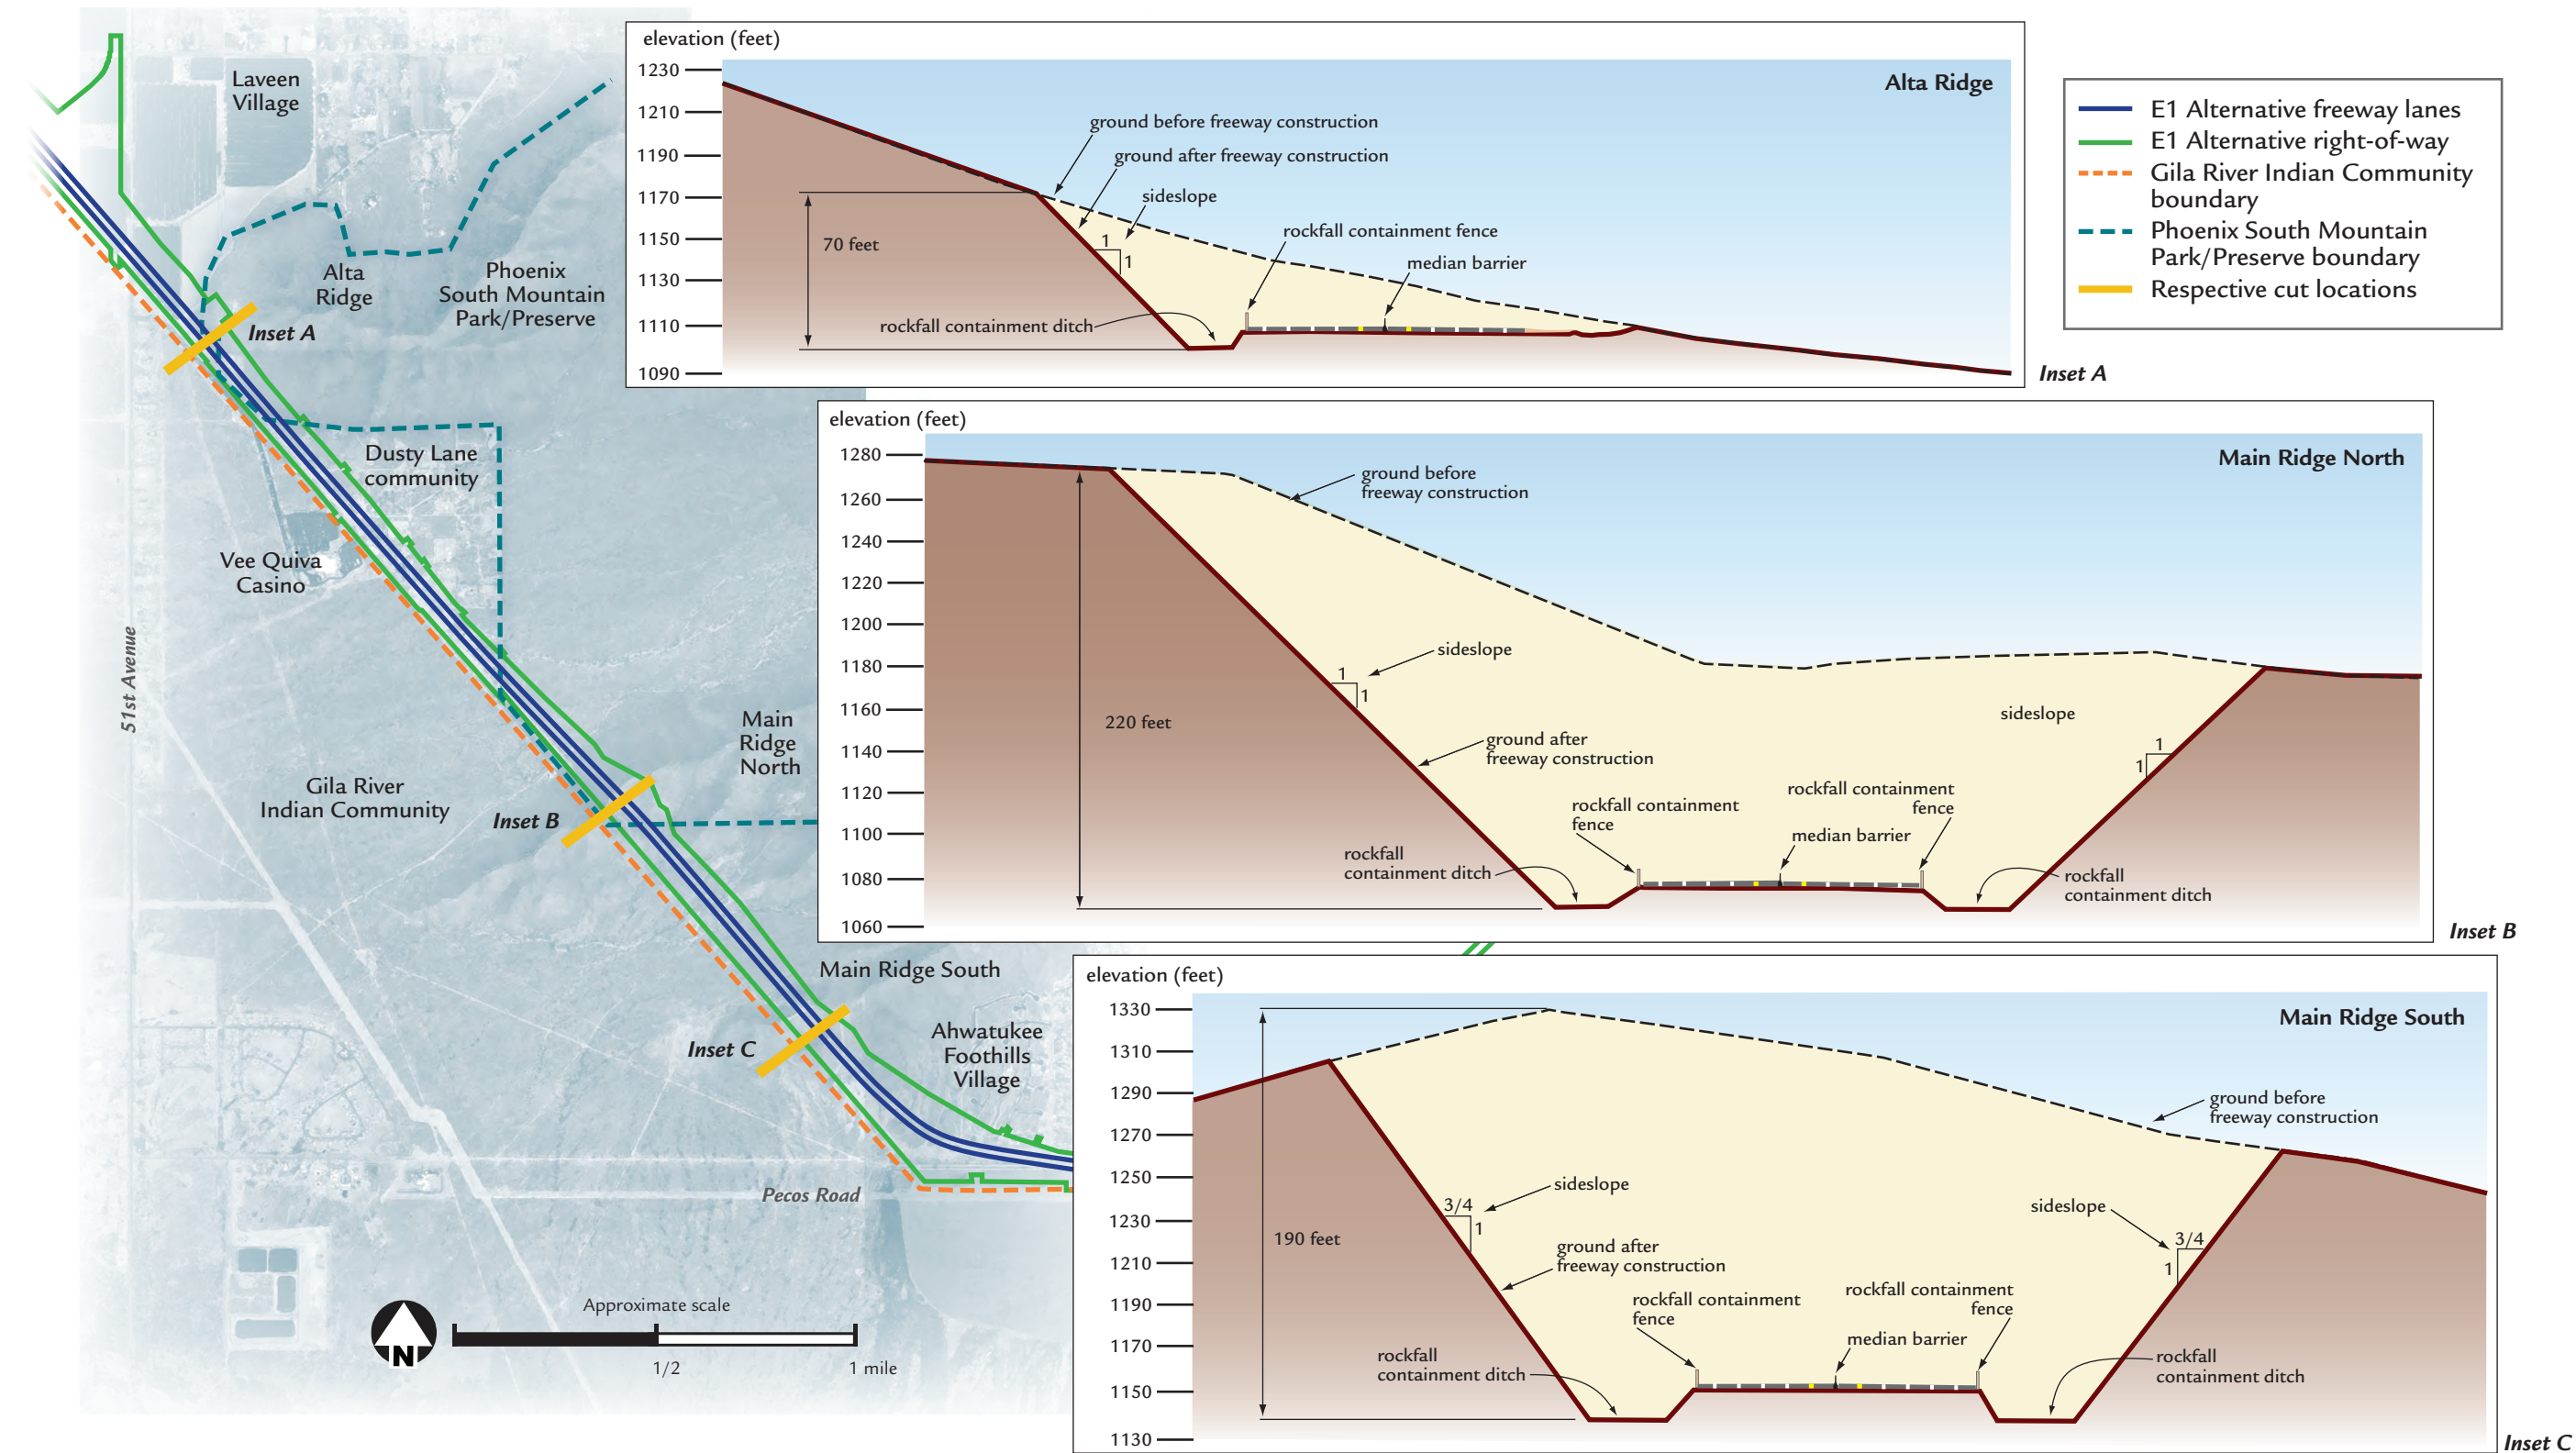 Laveen
Village
Alta
Ridge
Phoenix
South Mountain
Park/Preserve
Inset A
Dusty Lane
community
Vee Quiva
Casino
51st Avenue
Main
Ridge
North
Gila River
Indian Community
Inset B
Main Ridge South
Ahwatukee
Foothills
Village
Inset C
Pecos Road
Approximate scale
N
1/2
1 mile
elevation (feet)
Alta Ridge
1230
1210
1190
1170
1150
1130
1110
1090
ground before freeway construction
ground after freeway construction
sideslope
1
1
70 feet
rockfall containment fence
median barrier
rockfall containment ditch
Inset A
E1 Alternative freeway lanes
E1 Alternative right-of-way
Gila River Indian Community
boundary
Phoenix South Mountain
Park/Preserve boundary
Respective cut locations
elevation (feet)
Main Ridge North
1280
1260
1240
1220
1200
1180
1160
1140
1120
1100
1080
1060
ground before
freeway construction
sideslope
1
1
220 feet
ground after
freeway construction
sideslope
1
1
rockfall containment
fence
rockfall containment
fence
median barrier
rockfall
containment ditch
rockfall
containment ditch
Inset B
elevation (feet)
Main Ridge South
1330
1310
1290
1270
1250
1230
1210
1190
1170
1150
1130
ground before
freeway construction
sideslope
3/4
1
190 feet
ground after
freeway construction
sideslope
3/4
1
rockfall containment
fence
rockfall containment
fence
median barrier
rockfall
containment ditch
rockfall
containment ditch
Inset C